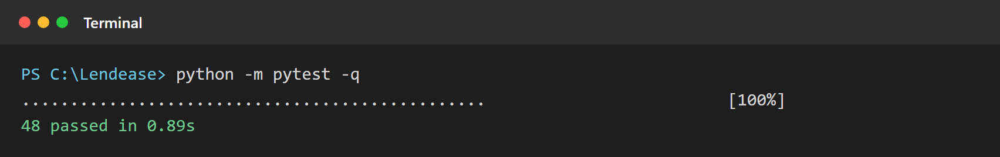 Terminal
PS C:\Lendease> python -m pytest -q
................................................ [100%]
48 passed in 0.89s